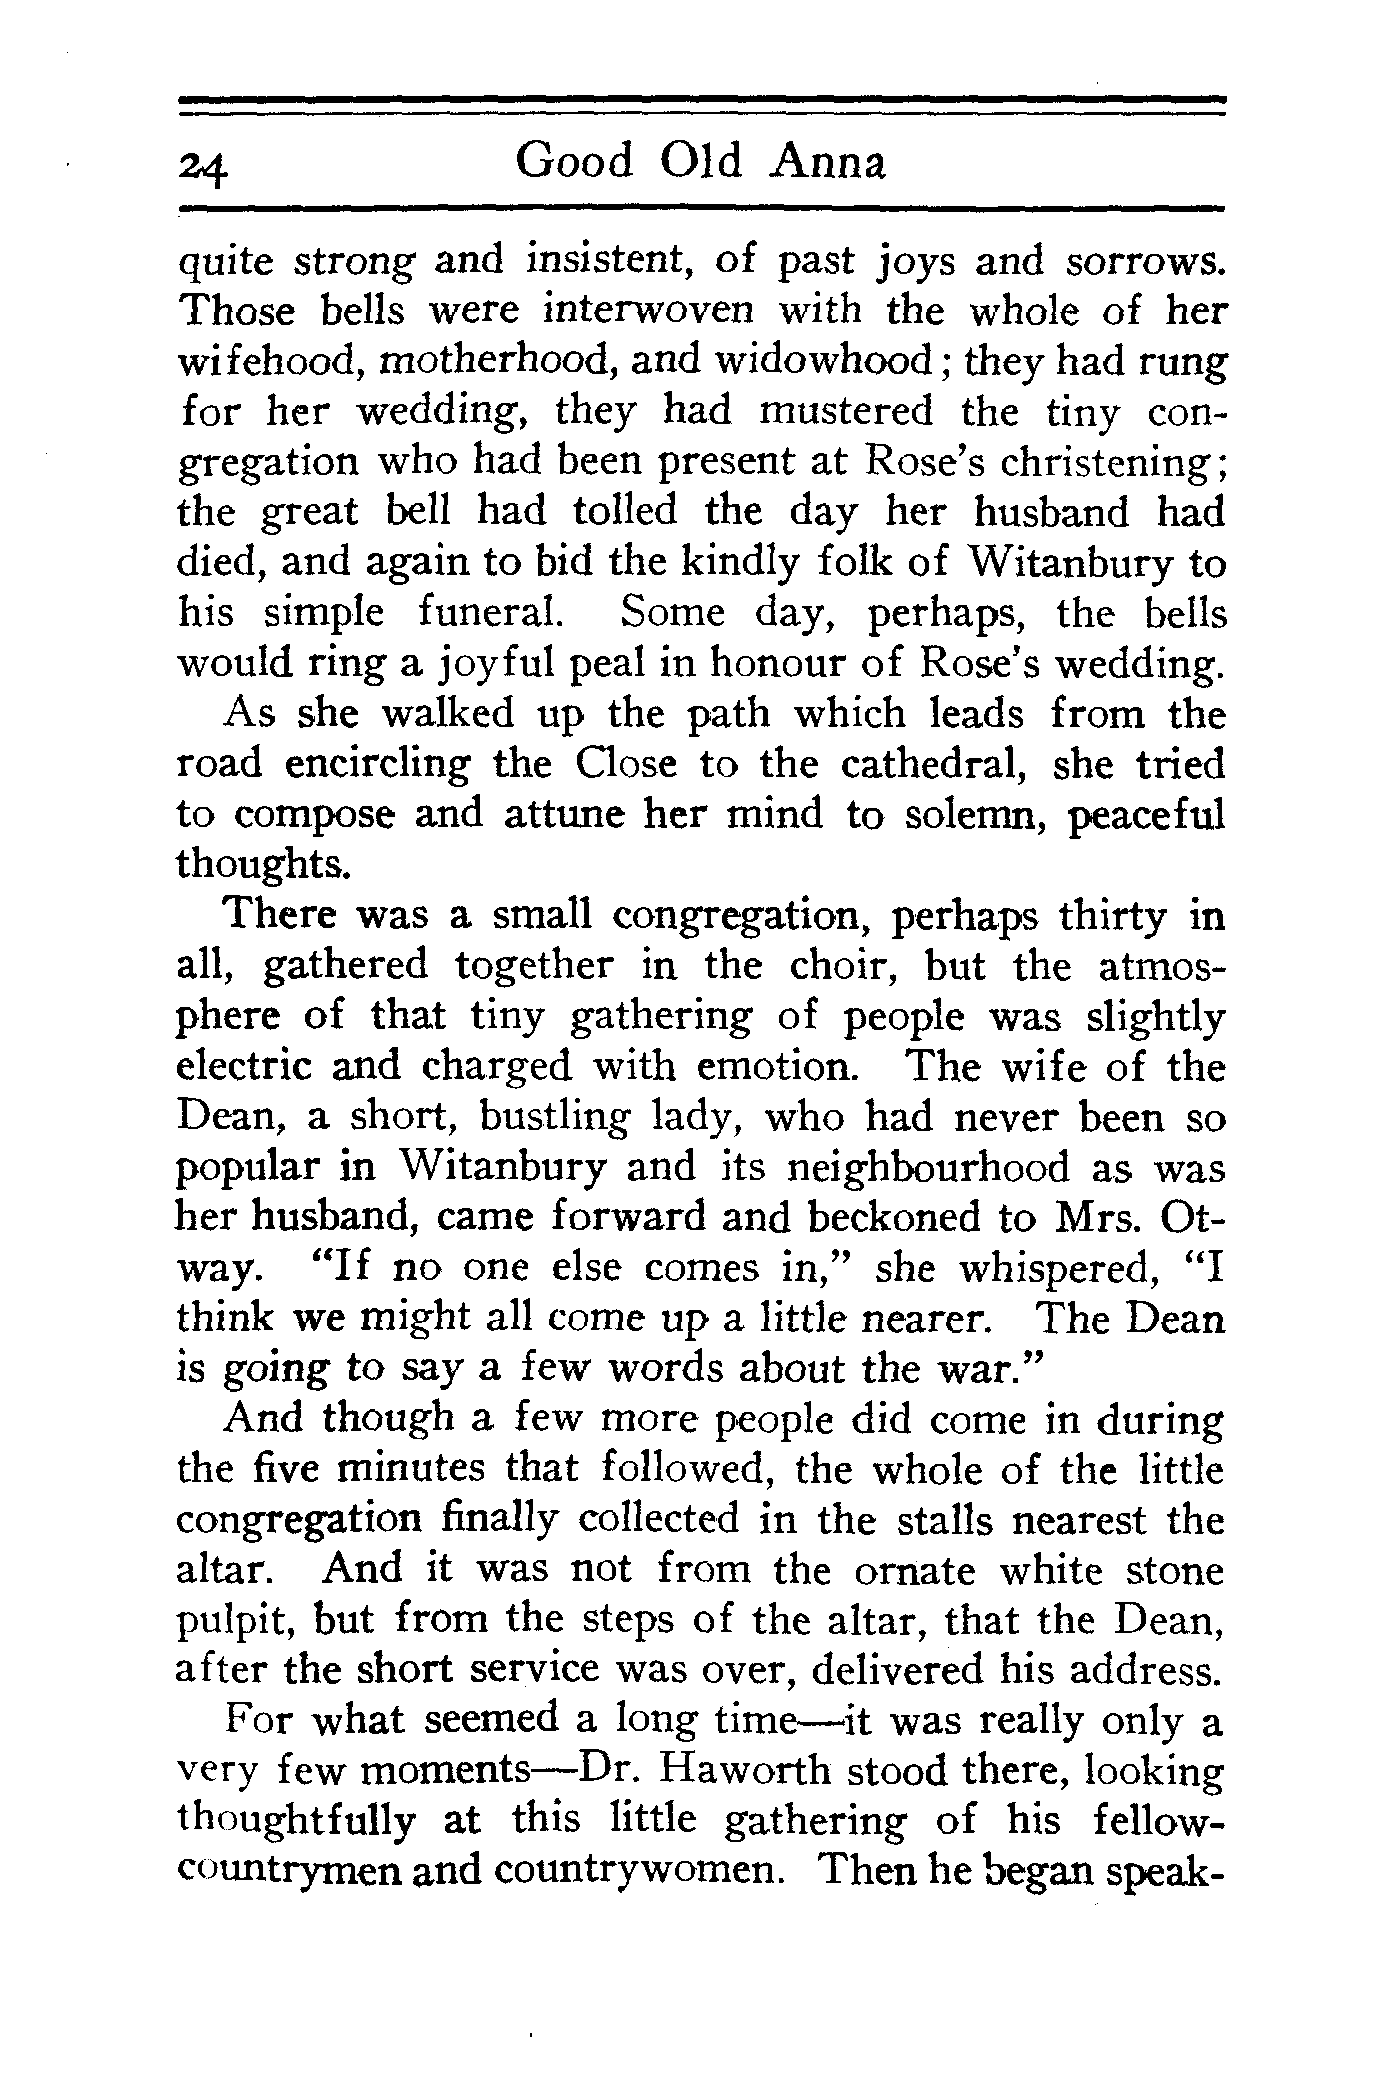 24 Good Old Anna
quite strong and insistent, of past joys and sorrows.
Those bells were interwoven with the whole of her
wifehood, motherhood, and widowhood; they had rung
for her wedding, they had mustered the tiny con-
gregation who had been present at Rose's christening;
the great bell had tolled the day her husband had
died, and again to bid the kindly folk of Witanbury to
his simple funeral. Some day, perhaps, the bells
would ring a joyful peal in honour of Rose's wedding.
As she walked up the path which leads from the
road encircling the Close to the cathedral, she tried
to compose and attune her mind to solemn, peaceful
thoughts.
There was a small congregation, perhaps thirty in
all, gathered together in the choir, but the atmos-
phere of that tiny gathering of people was slightly
electric and charged with emotion. The wife of the
Dean, a short, bustling lady, who had never been so
popular in Witanbury and its neighbourhood as was
her husband, came forward and beckoned to Mrs. Ot-
way. "If no one else comes in," she whispered, "I
think we might all come up a little nearer. The Dean
is going to say a few words about the war."
And though a few more people did come in during
the five minutes that followed, the whole of the little
congregation finally collected in the stalls nearest the
altar. And it was not from the ornate white stone
pulpit, but from the steps of the altar, that the Dean,
after the short service was over, delivered his address.
For what seemed a long time—it was really only a
very few moments—Dr. Haworth stood there, looking
thoughtfully at this little gathering of his fellow-
countrymen and countrywomen. Then he began speak-